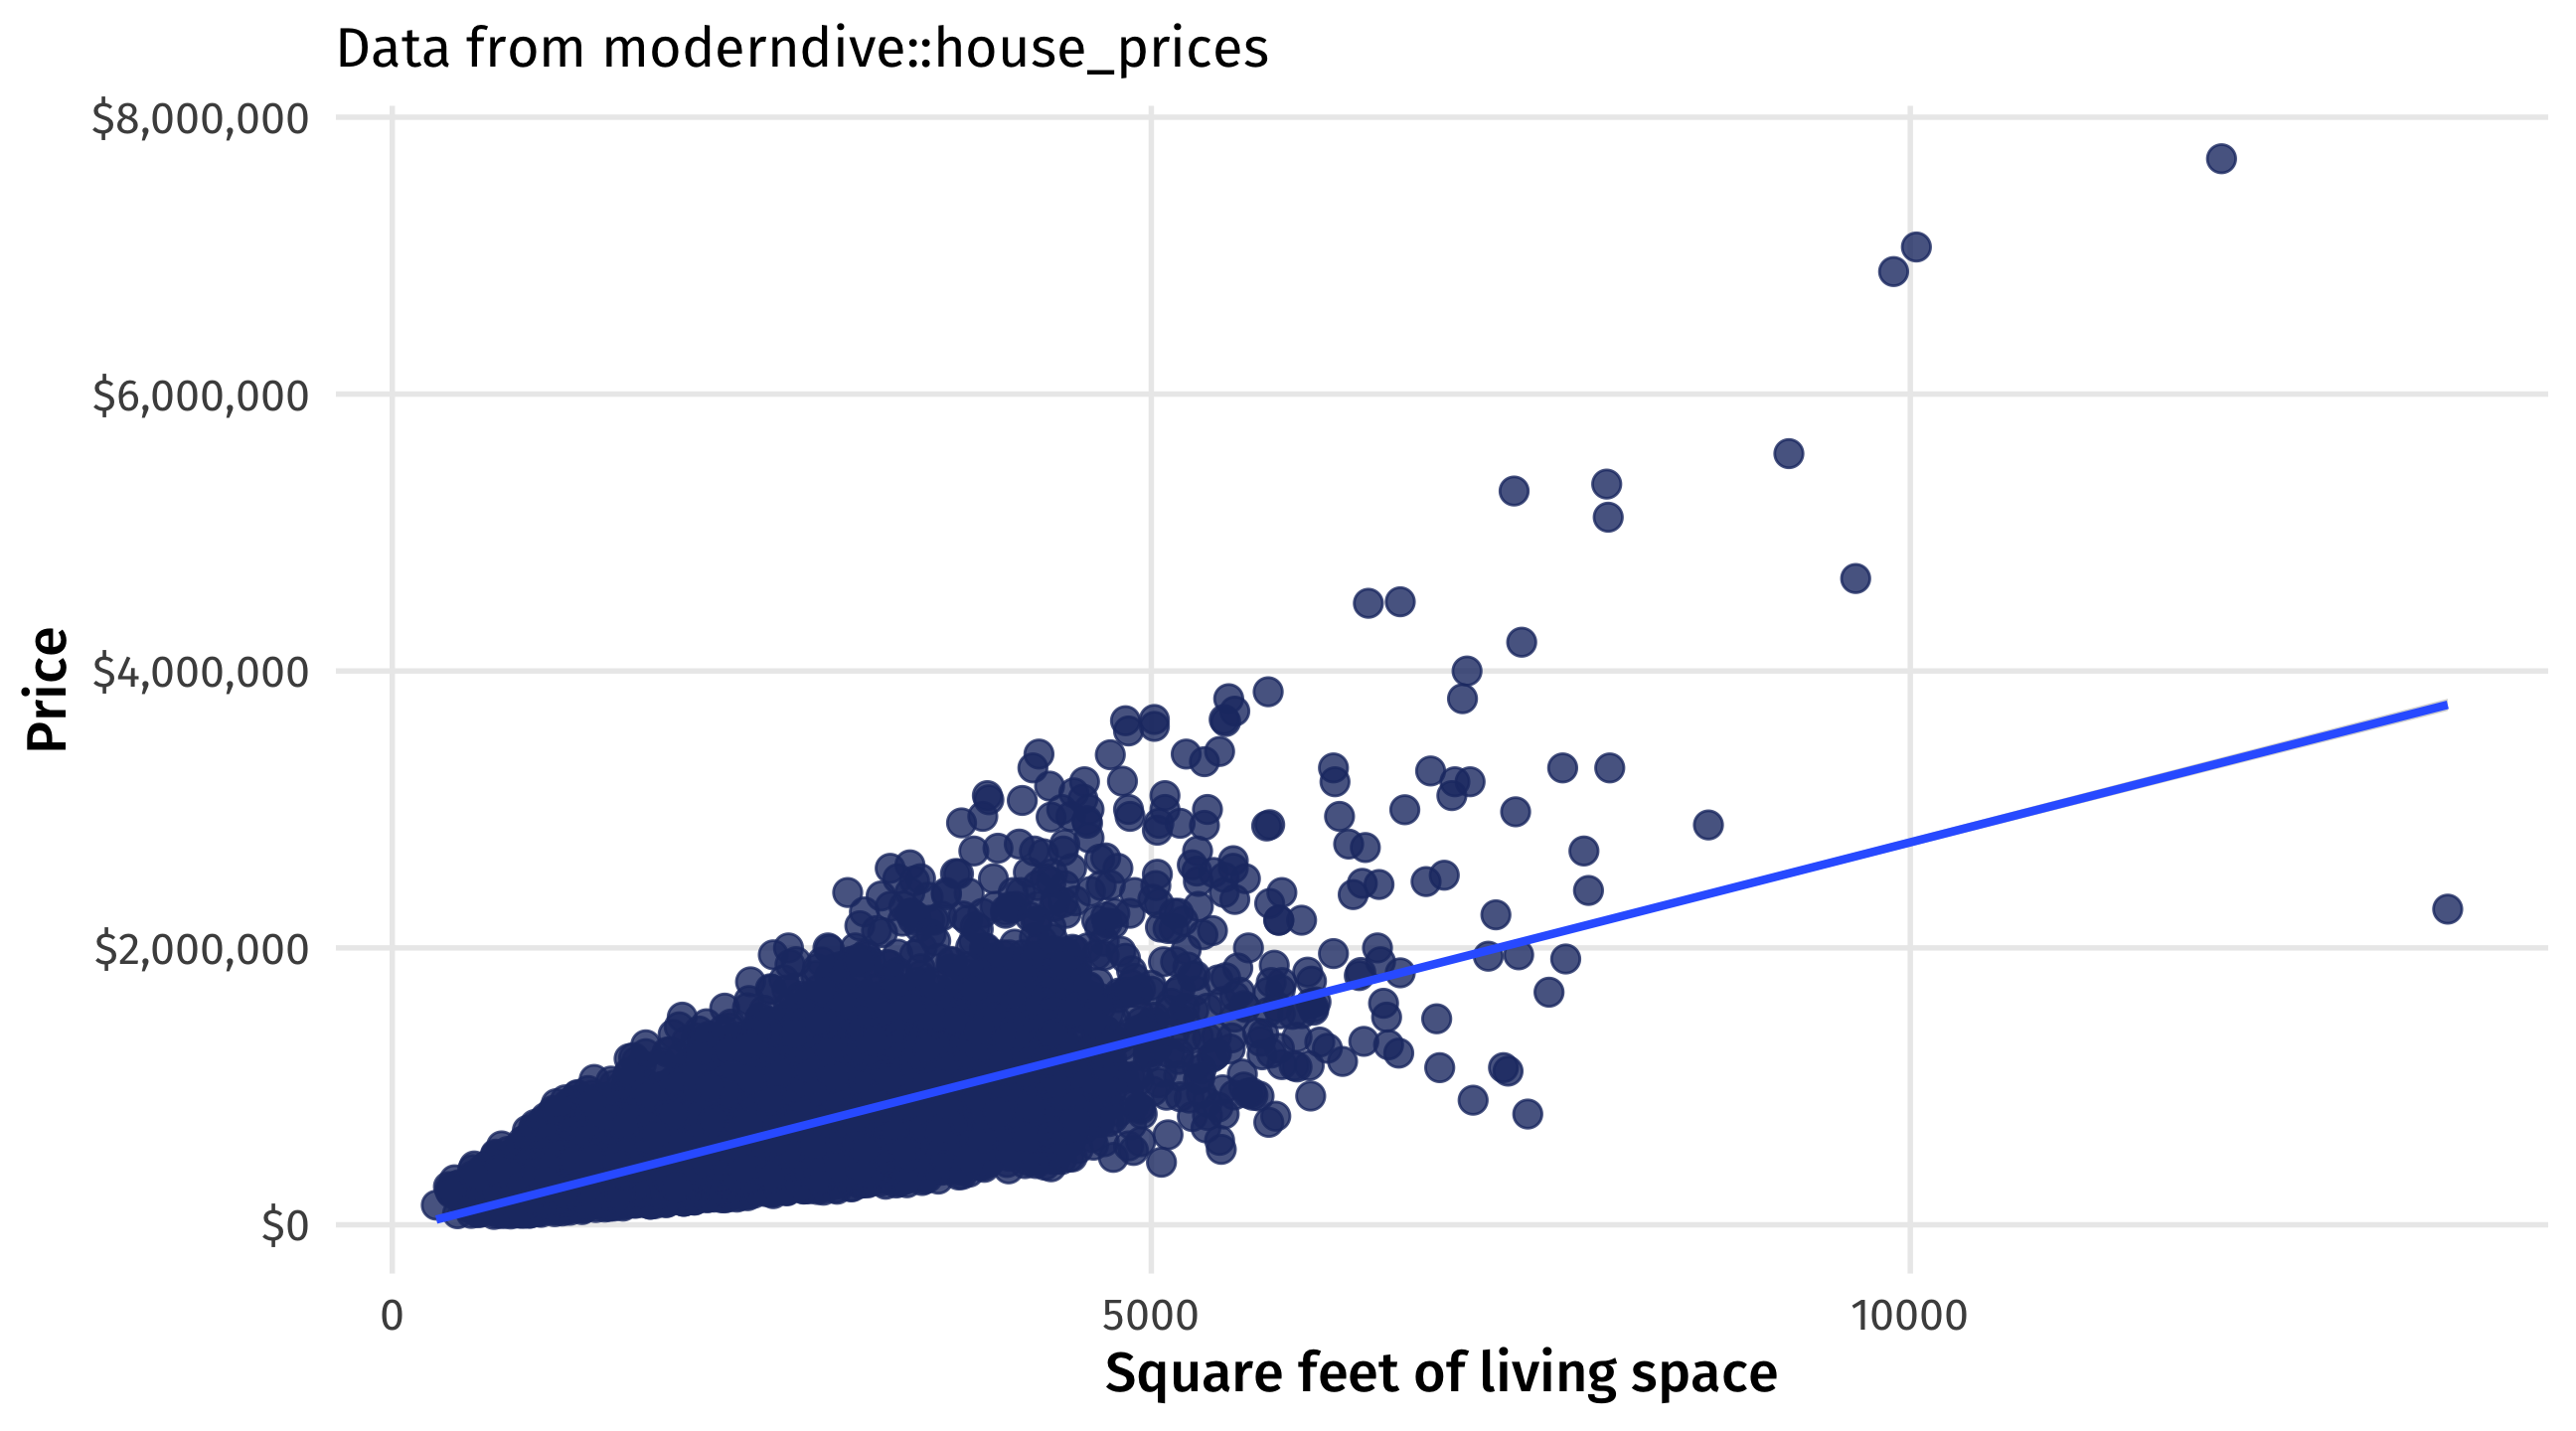 Data from moderndive::house_prices
$8,000,000
$6,000,000
$4,000,000
$2,000,000
$0
Price
0 5000 10000
Square feet of living space